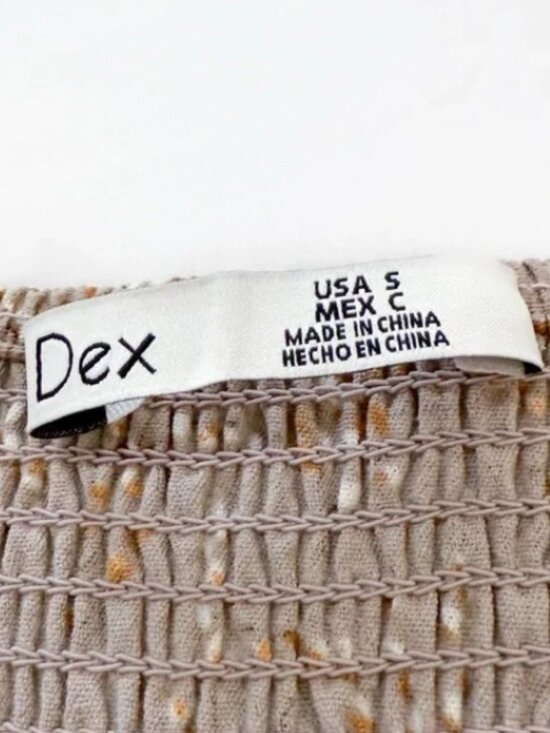 Dex
USA S
MEX C
MADE IN CHINA
HECHO EN CHINA